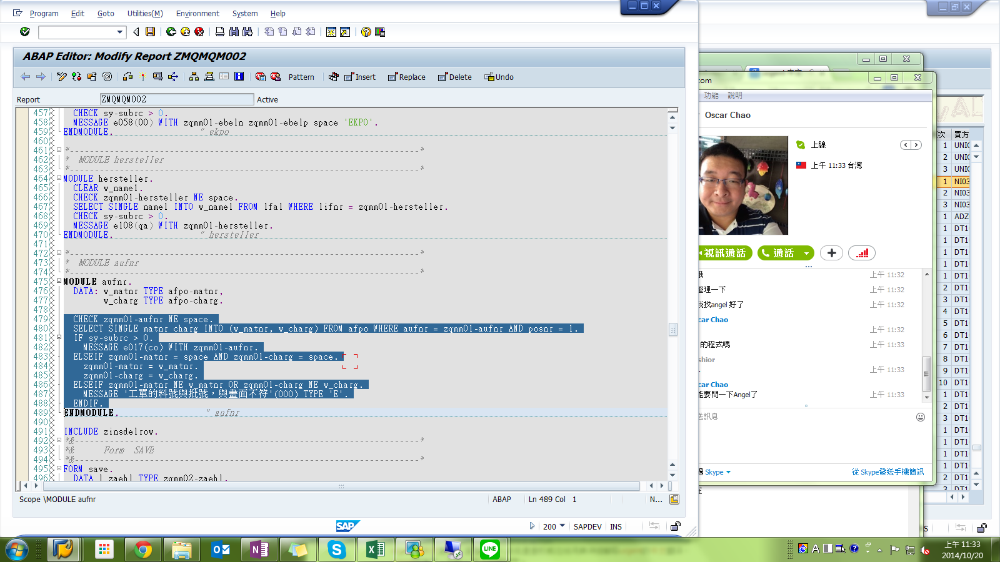 Program Edit Goto Utilities(M) Environment System Help
ABAP Editor: Modify Report ZMQMQM002
Pattern Insert Replace Delete Undo
Report ZMQMQM002 Active
457 CHECK sy-subrc > 0.
458 MESSAGE e058(00) WITH zqmm01-ebeln zqmm01-ebelp space 'EKPO'.
459 ENDMODULE. " ekpo
460
461 *----------------------------------------------------------------------*
462 * MODULE hersteller
463 *----------------------------------------------------------------------*
464 MODULE hersteller.
465 CLEAR w_name1.
466 CHECK zqmm01-hersteller NE space.
467 SELECT SINGLE name1 INTO w_name1 FROM lfa1 WHERE lifnr = zqmm01-hersteller.
468 CHECK sy-subrc > 0.
469 MESSAGE e108(qa) WITH zqmm01-hersteller.
470 ENDMODULE. " hersteller
471
472 *----------------------------------------------------------------------*
473 * MODULE aufnr
474 *----------------------------------------------------------------------*
475 MODULE aufnr.
476 DATA: w_matnr TYPE afpo-matnr,
477 w_charg TYPE afpo-charg.
478
479 CHECK zqmm01-aufnr NE space.
480 SELECT SINGLE matnr charg INTO (w_matnr, w_charg) FROM afpo WHERE aufnr = zqmm01-aufnr AND posnr = 1.
481 IF sy-subrc > 0.
482 MESSAGE e017(co) WITH zqmm01-aufnr.
483 ELSEIF zqmm01-matnr = space AND zqmm01-charg = space.
484 zqmm01-matnr = w_matnr.
485 zqmm01-charg = w_charg.
486 ELSEIF zqmm01-matnr NE w_matnr OR zqmm01-charg NE w_charg.
487 MESSAGE '工單的料號與批號，與畫面不符'(000) TYPE 'E'.
488 ENDIF.
489 ENDMODULE. " aufnr
490
491 INCLUDE zinsdelrow.
492 *&---------------------------------------------------------------------*
493 *& Form SAVE
494 *&---------------------------------------------------------------------*
495 FORM save.
496 DATA l_zaehl TYPE zqmm02-zaehl.
Scope \MODULE aufnr ABAP Ln 489 Col 1 N...
SAP 200 SAPDEV INS
com
功能 說明
Oscar Chao
上線
上午 11:33 台灣
視訊通話 通話
我 上午 11:32
整理一下 上午 11:32
我找angel 好了 上午 11:32
car Chao
上午 11:32
的程式嗎 上午 11:33
shior
上午 11:33
car Chao
能要問一下Angel了 上午 11:33
送訊息
過 Skype 從 Skype發送手機簡訊
次 買方
1 UNIC
2 UNIC
3 UNIC
1 NI03
2 NI03
3 NI03
1 ADZ
1 DT1
1 DT1
1 DT1
1 DT1
1 DT1
2 DT1
3 DT1
4 DT1
5 DT1
6 DT1
7 DT1
8 DT1
9 DT1
10 DT1
1 DT1
2 DT1
3 DT1
1 DT1
1 DT1
1 DT1
1 DT1
2 DT1
3 DT1
S
LINE
A
上午 11:33
2014/10/20